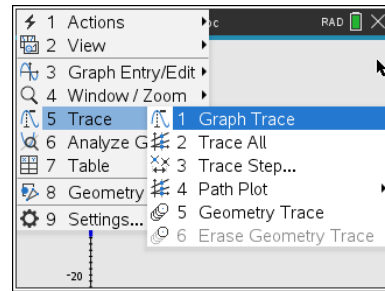 1 Actions
oc RAD
2 View
3 Graph Entry/Edit
4 Window / Zoom
5 Trace
1 Graph Trace
6 Analyze G
2 Trace All
7 Table
3 Trace Step...
8 Geometry
4 Path Plot
9 Settings...
5 Geometry Trace
6 Erase Geometry Trace
-20